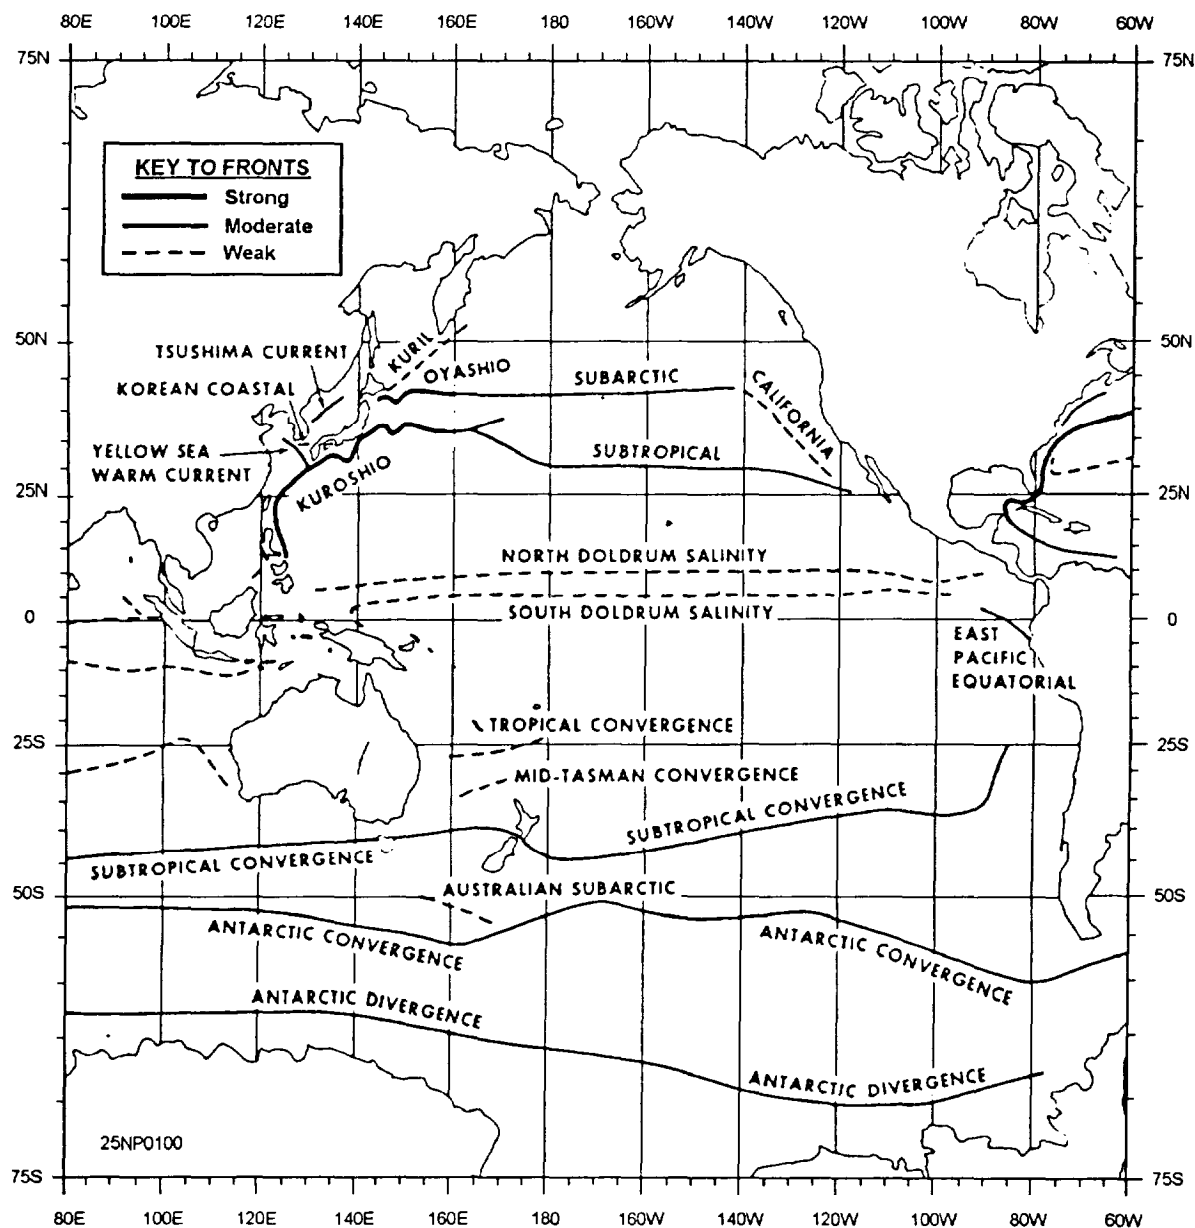 80E 100E 120E 140E 160E 180 160W 140W 120W 100W 80W 60W
75N 75N
KEY TO FRONTS
Strong
Moderate
Weak
50N 50N
TSUSHIMA CURRENT
KURIL
OYASHIO
SUBARCTIC
KOREAN COASTAL
CALIFORNIA
YELLOW SEA
WARM CURRENT
KUROSHIO
SUBTROPICAL
25N 25N
NORTH DOLDRUM SALINITY
0 0
SOUTH DOLDRUM SALINITY
EAST
PACIFIC
EQUATORIAL
TROPICAL CONVERGENCE
25S 25S
MID-TASMAN CONVERGENCE
SUBTROPICAL CONVERGENCE
SUBTROPICAL CONVERGENCE
50S 50S
AUSTRALIAN SUBARCTIC
ANTARCTIC CONVERGENCE
ANTARCTIC CONVERGENCE
ANTARCTIC DIVERGENCE
ANTARCTIC DIVERGENCE
25NP0100
75S 75S
80E 100E 120E 140E 160E 180 160W 140W 120W 100W 80W 60W